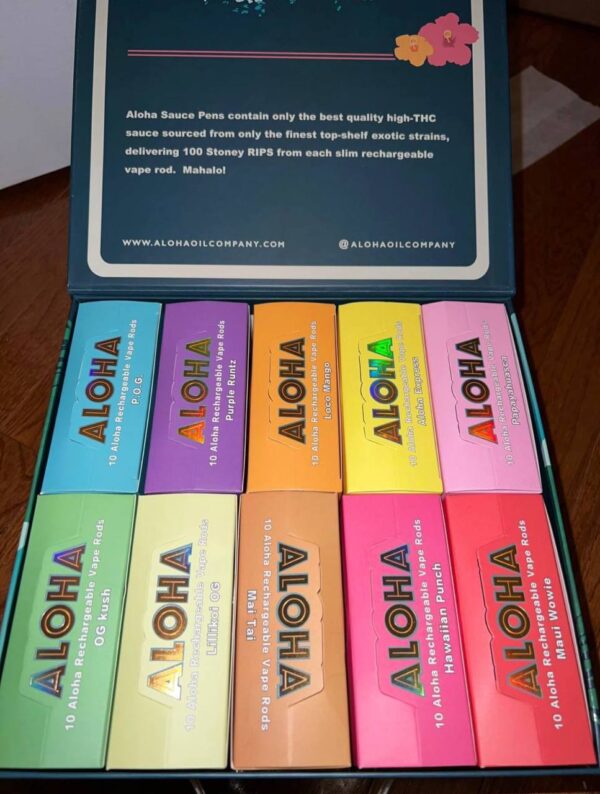 Aloha Sauce Pens contain only the best quality high-THC
sauce sourced from only the finest top-shelf exotic strains,
delivering 100 Stoney RIPS from each slim rechargeable
vape rod. Mahalo!
WWW.ALOHAOILCOMPANY.COM
@ALOHAOILCOMPANY
ALOHA
10 Aloha Rechargeable Vape Rods
P.O.G.
ALOHA
10 Aloha Rechargeable Vape Rods
Purple Runtz
ALOHA
10 Aloha Rechargeable Vape Rods
Loco Mango
ALOHA
10 Aloha Rechargeable Vape Rods
Aloha Express
ALOHA
10 Aloha Rechargeable Vape Rods
Papayahuasca
ALOHA
10 Aloha Rechargeable Vape Rods
OG kush
ALOHA
10 Aloha Rechargeable Vape Rods
Lillikoi OG
ALOHA
10 Aloha Rechargeable Vape Rods
Mai Tai
ALOHA
10 Aloha Rechargeable Vape Rods
Hawaiian Punch
ALOHA
10 Aloha Rechargeable Vape Rods
Maui Wowie